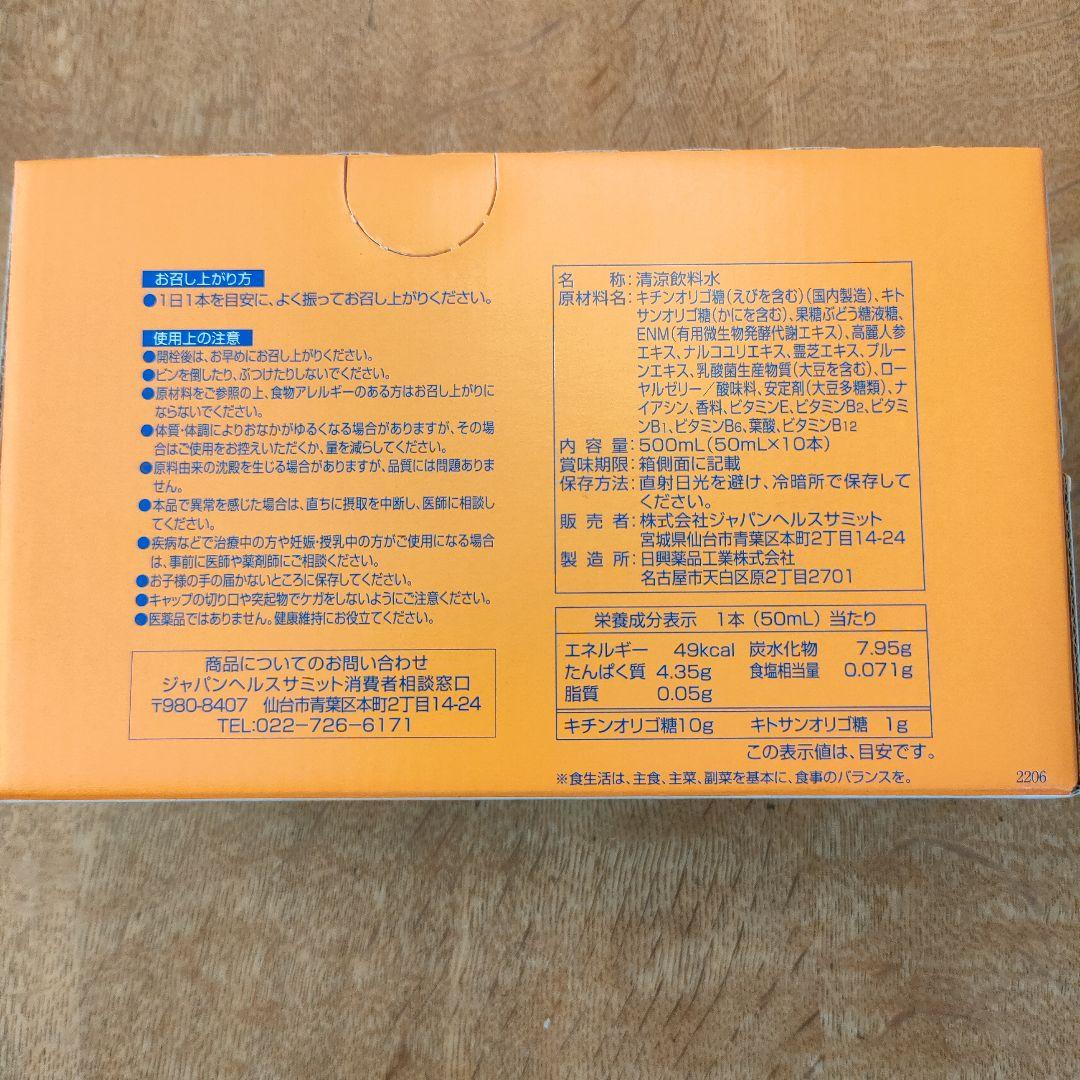 お召し上がり方
●1日1本を目安に、よく振ってお召し上がりください。
使用上の注意
●開栓後は、お早めにお召し上がりください。
●ビンを倒したり、ぶつけたりしないでください。
●原材料をご参照の上、食物アレルギーのある方はお召し上がりに
ならないでください。
●体質・体調によりおなかがゆるくなる場合がありますが、その場
合はご使用をお控えいただくか、量を減らしてください。
●原料由来の沈殿を生じる場合がありますが、品質には問題ありま
せん。
●本品で異常を感じた場合は、直ちに摂取を中断し、医師に相談し
てください。
●疾病などで治療中の方や妊娠・授乳中の方がご使用になる場合
は、事前に医師や薬剤師にご相談ください。
●お子様の手の届かないところに保存してください。
●キャップの切り口や突起物でケガをしないようにご注意ください。
●医薬品ではありません。健康維持にお役立てください。
商品についてのお問い合わせ
ジャパンヘルスサミット消費者相談窓口
〒980-8407 仙台市青葉区本町2丁目14-24
TEL:022-726-6171
名 称:清涼飲料水
原材料名:キチンオリゴ糖(えびを含む)(国内製造)、キト
サンオリゴ糖(かにを含む)、果糖ぶどう糖液糖、
ENM(有用微生物発酵代謝エキス)、高麗人参
エキス、ナルコユリエキス、霊芝エキス、プルー
ンエキス、乳酸菌生産物質(大豆を含む)、ロー
ヤルゼリー/酸味料、安定剤(大豆多糖類)、ナ
イアシン、香料、ビタミンE、ビタミンB2、ビタミ
ンB1、ビタミンB6、葉酸、ビタミンB12
内容量:500mL(50mL×10本)
賞味期限:箱側面に記載
保存方法:直射日光を避け、冷暗所で保存して
ください。
販売者:株式会社ジャパンヘルスサミット
宮城県仙台市青葉区本町2丁目14-24
製造所:日興薬品工業株式会社
名古屋市天白区原2丁目2701
栄養成分表示 1本(50mL)当たり
エネルギー 49kcal 炭水化物 7.95g
たんぱく質 4.35g 食塩相当量 0.071g
脂質 0.05g
キチンオリゴ糖10g キトサンオリゴ糖 1g
この表示値は、目安です。
※食生活は、主食、主菜、副菜を基本に、食事のバランスを。
2206